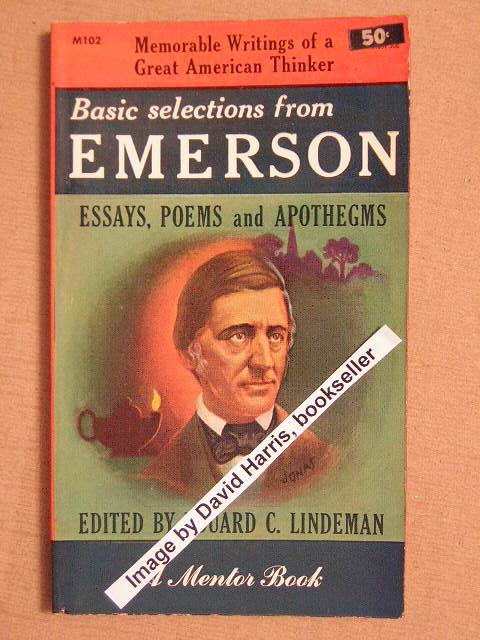 M102
Memorable Writings of a
Great American Thinker
50¢
Basic selections from
EMERSON
ESSAYS, POEMS and APOTHEGMS
JONAS
EDITED BY UARD C. LINDEMAN
Mentor Book
Image by David Harris, bookseller